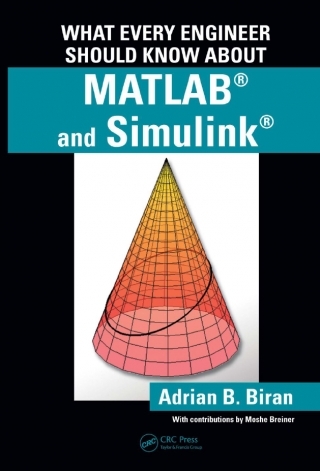 WHAT EVERY ENGINEER
SHOULD KNOW ABOUT
MATLAB®
and Simulink®
Adrian B. Biran
With contributions by Moshe Breiner
CRC
CRC Press
Taylor & Francis Group